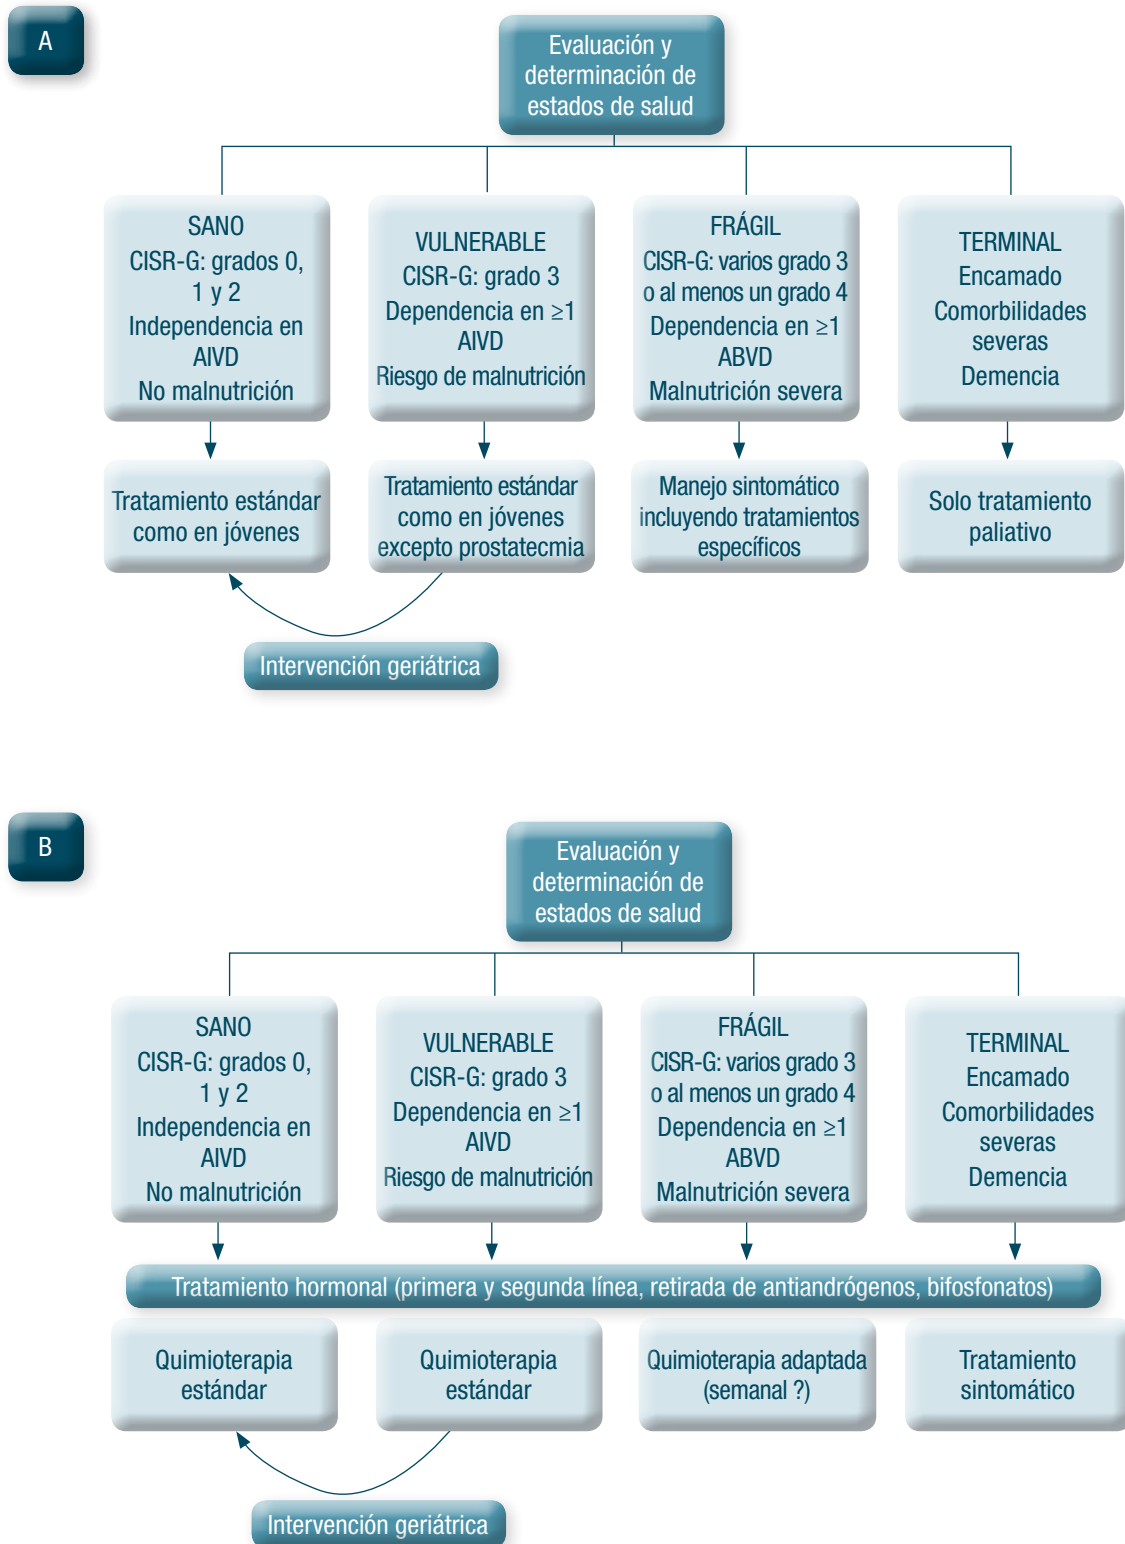 A
Evaluación y
determinación de
estados de salud
SANO
CISR-G: grados 0,
1 y 2
Independencia en
AIVD
No malnutrición
VULNERABLE
CISR-G: grado 3
Dependencia en ≥1
AIVD
Riesgo de malnutrición
FRÁGIL
CISR-G: varios grado 3
o al menos un grado 4
Dependencia en ≥1
ABVD
Malnutrición severa
TERMINAL
Encamado
Comorbilidades
severas
Demencia
Tratamiento estándar
como en jóvenes
Tratamiento estándar
como en jóvenes
excepto prostatecmia
Manejo sintomático
incluyendo tratamientos
específicos
Solo tratamiento
paliativo
Intervención geriátrica
B
Evaluación y
determinación de
estados de salud
SANO
CISR-G: grados 0,
1 y 2
Independencia en
AIVD
No malnutrición
VULNERABLE
CISR-G: grado 3
Dependencia en ≥1
AIVD
Riesgo de malnutrición
FRÁGIL
CISR-G: varios grado 3
o al menos un grado 4
Dependencia en ≥1
ABVD
Malnutrición severa
TERMINAL
Encamado
Comorbilidades
severas
Demencia
Tratamiento hormonal (primera y segunda línea, retirada de antiandrógenos, bifosfonatos)
Quimioterapia
estándar
Quimioterapia
estándar
Quimioterapia adaptada
(semanal ?)
Tratamiento
sintomático
Intervención geriátrica